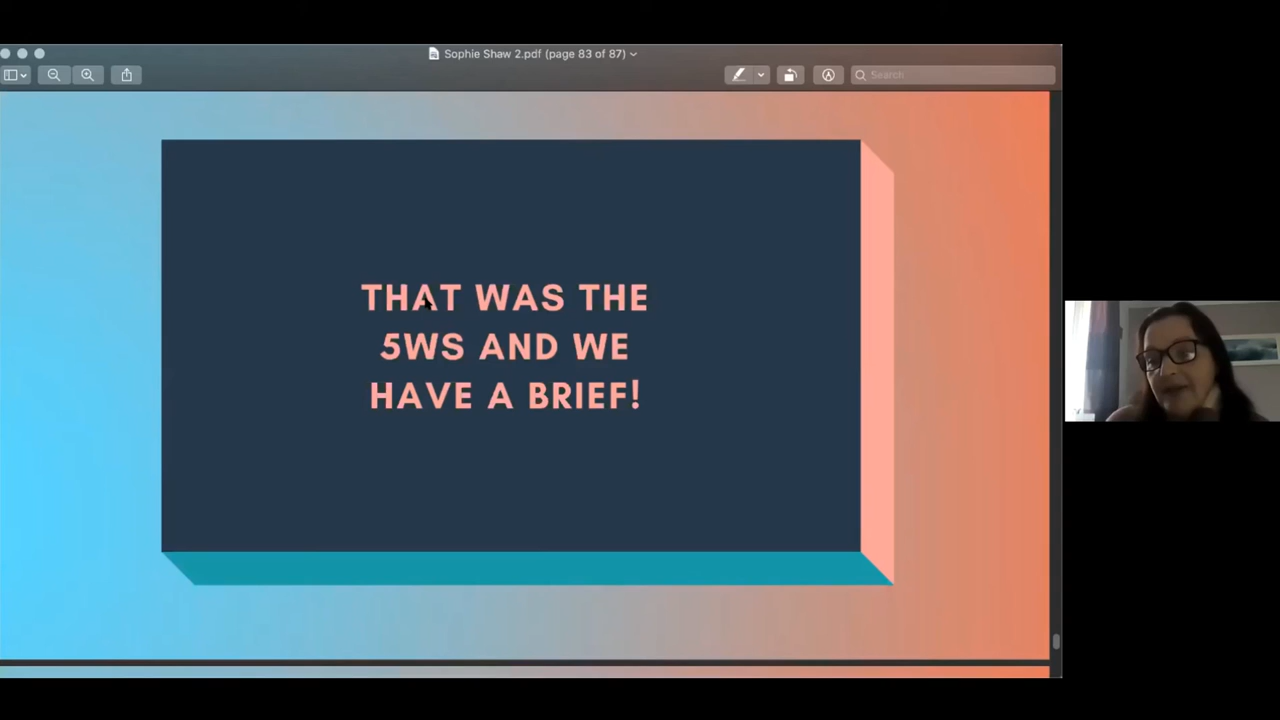 Sophie Shaw 2.pdf (page 83 of 87)
Search
THAT WAS THE
5WS AND WE
HAVE A BRIEF!